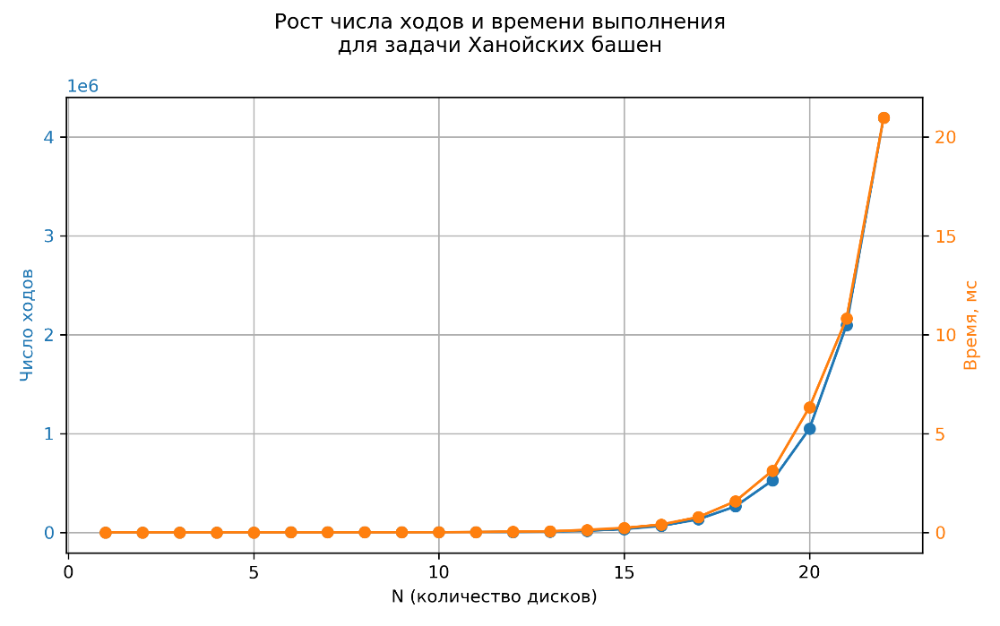 Рост числа ходов и времени выполнения
для задачи Ханойских башен
1e6
4
3
2
1
0
Число ходов
20
15
10
5
0
Время, мс
0
5
10
15
20
N (количество дисков)